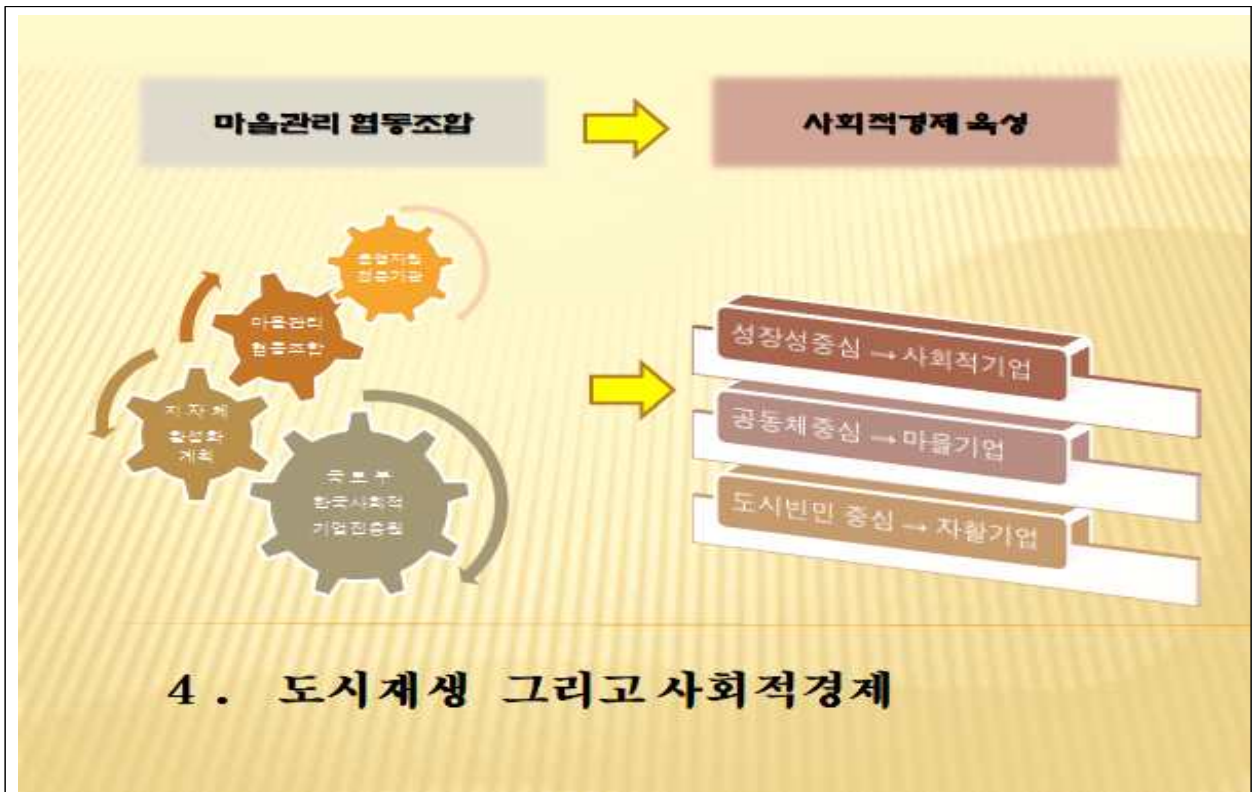 마을관리 협동조합
사회적경제 육성
운영지원
전문기관
마을관리
협동조합
지 자 체
활성화
계획
국 토 부
한국사회적
기업진흥원
성장성중심 → 사회적기업
공동체중심 → 마을기업
도시빈민 중심 → 자활기업
4 . 도시재생 그리고 사회적경제